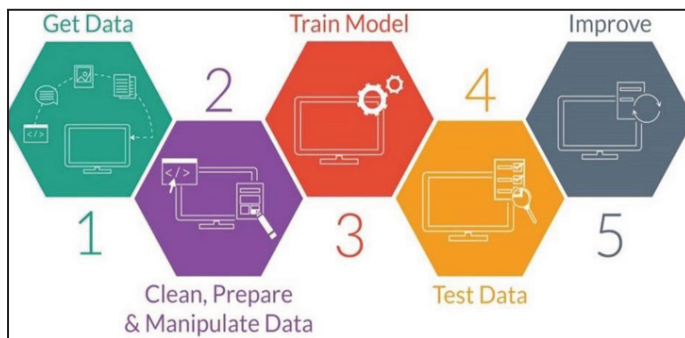 Get Data
1
2
Clean, Prepare
& Manipulate Data
Train Model
3
4
Test Data
Improve
5
</>
</>